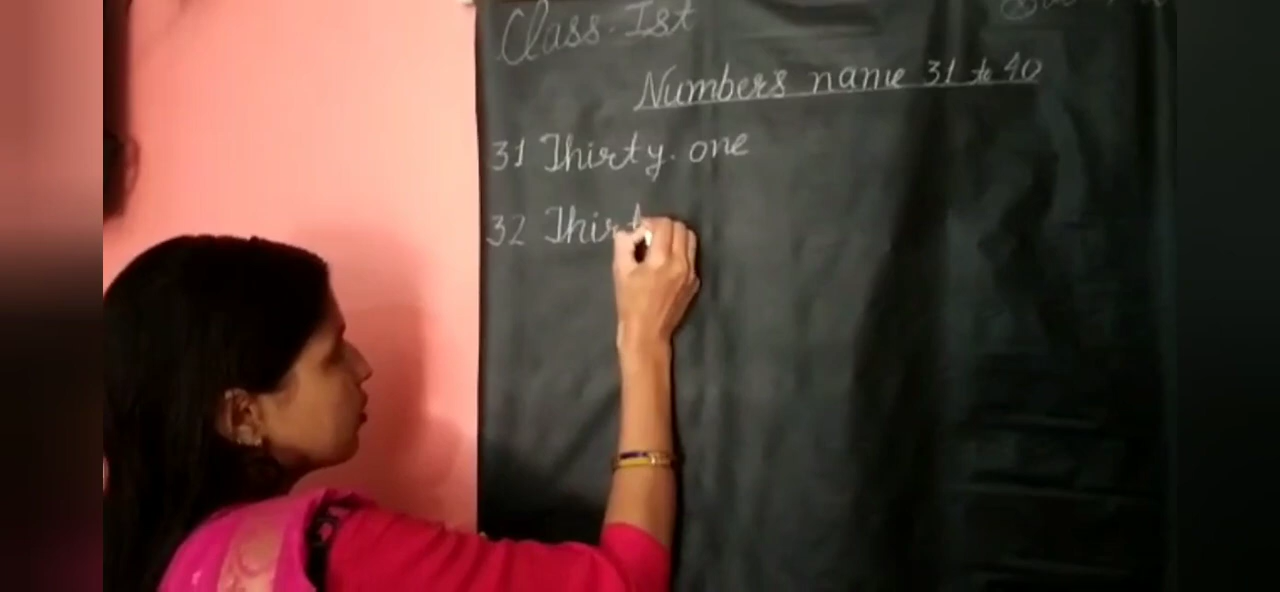 Class. Ist
Numbers name 31 to 40
31 Thirty. one
32 Thirt